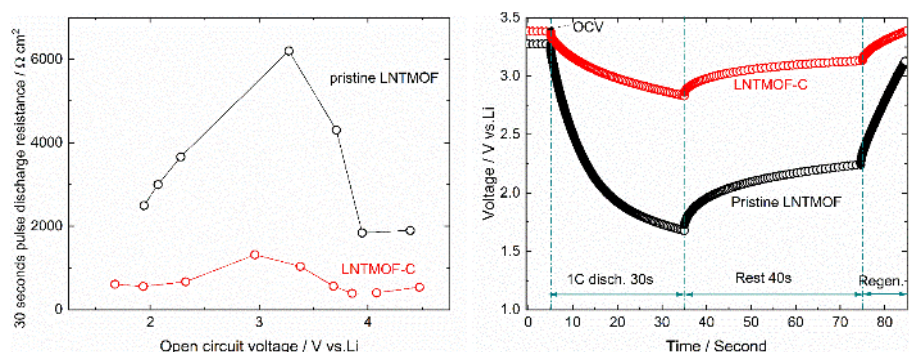 30 seconds pulse discharge resistance / Ω cm²
6000
4000
2000
0
pristine LNTMOF
LNTMOF-C
2
3
4
Open circuit voltage / V vs.Li
Voltage / V vs.Li
3.5
3.0
2.5
2.0
1.5
1.0
OCV
LNTMOF-C
Pristine LNTMOF
1C disch. 30s
Rest 40s
Regen.
0 10 20 30 40 50 60 70 80
Time / Second